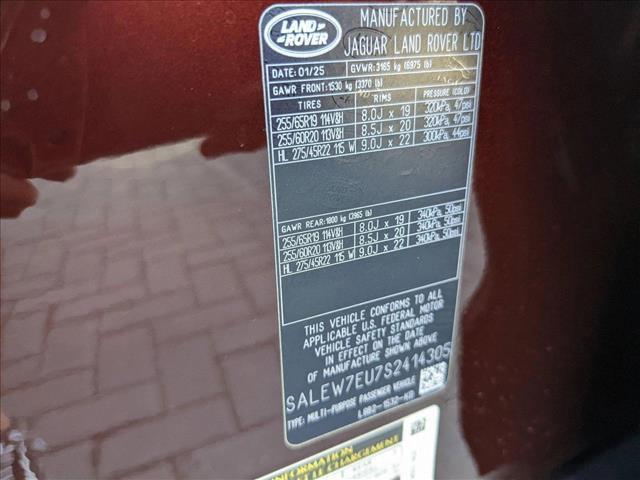 LAND
ROVER
MANUFACTURED BY
JAGUAR LAND ROVER LTD
DATE: 01/25 GVWR: 3165 kg (6975 lb)
GAWR FRONT: 1530 kg (3370 lb)
TIRES RIMS PRESSURE (COLD)
255/65R19 114V&H 8.0J x 19 320kPa, 47psi
255/60R20 113V&H 8.5J x 20 320kPa, 47psi
HL 275/45R22 115 W 9.0J x 22 300kPa, 44psi
GAWR REAR: 1800 kg (3965 lb)
255/65R19 114V&H 8.0J x 19 340kPa, 50psi
255/60R20 113V&H 8.5J x 20 340kPa, 50psi
HL 275/45R22 115 W 9.0J x 22 340kPa, 50psi
THIS VEHICLE CONFORMS TO ALL
APPLICABLE U.S. FEDERAL MOTOR
VEHICLE SAFETY STANDARDS
IN EFFECT ON THE DATE
OF MANUFACTURE SHOWN ABOVE
SALEW7EU7S2414305
TYPE: MULTI-PURPOSE PASSENGER VEHICLE
INFORMATION
CHARGEMENT